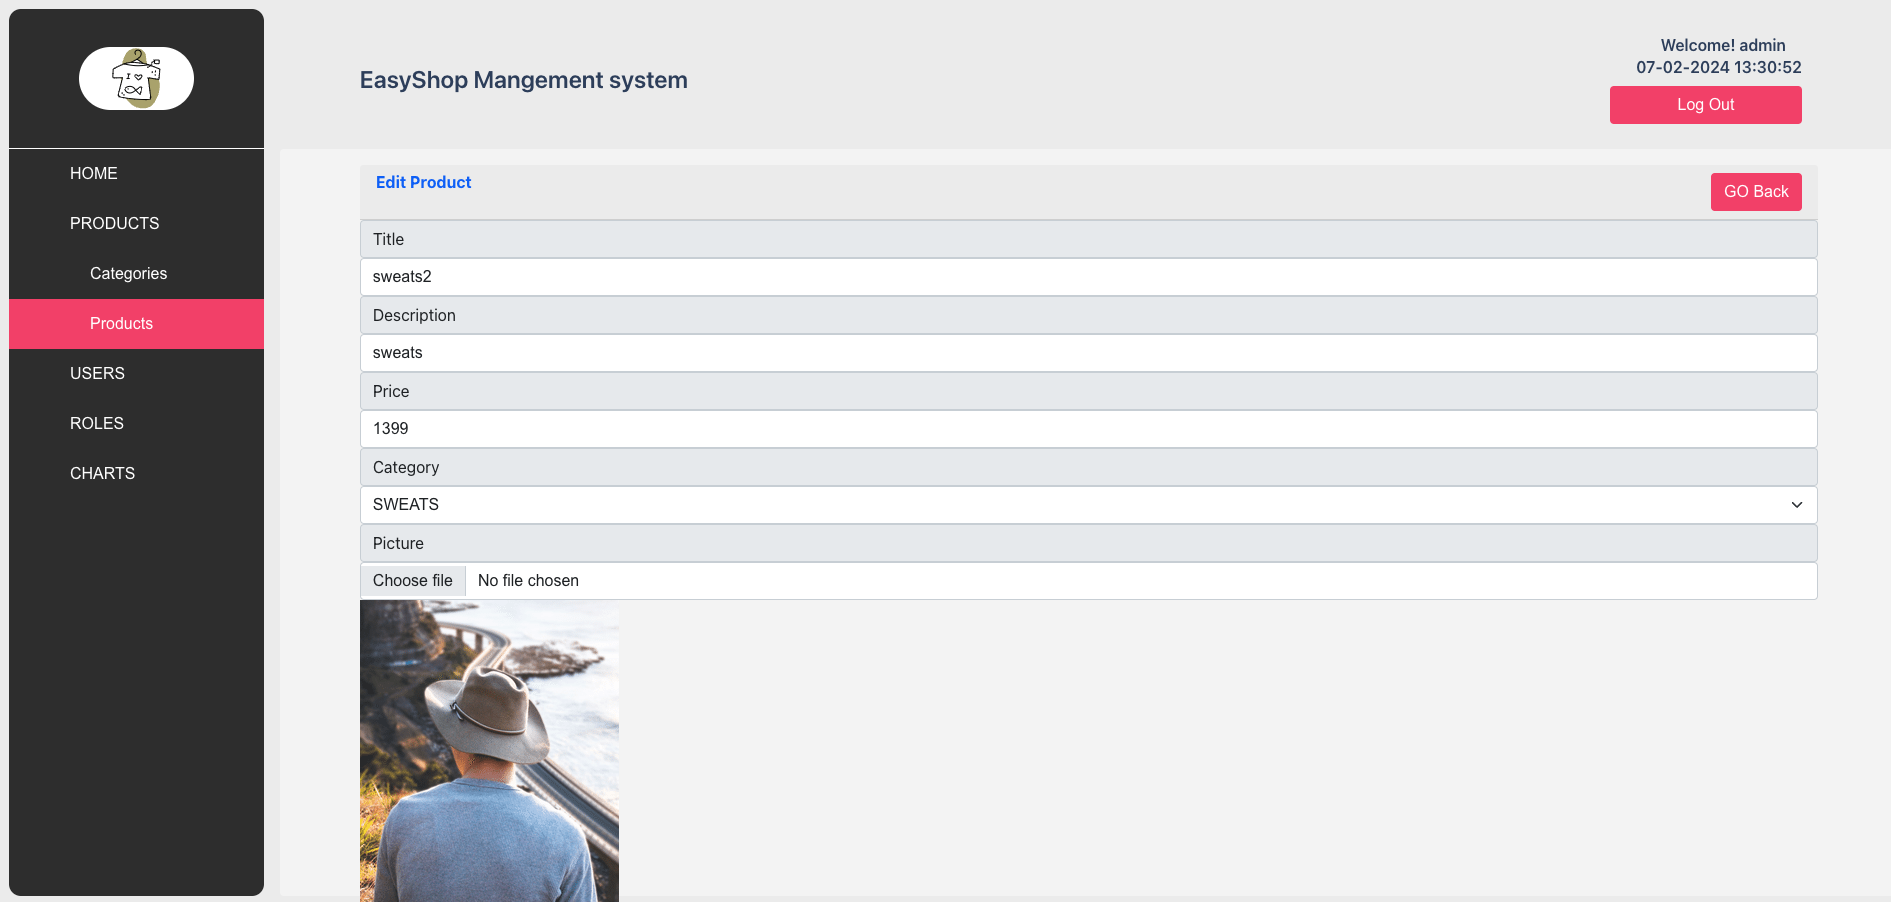 I
EasyShop Mangement system
Welcome! admin
07-02-2024 13:30:52
Log Out
HOME
PRODUCTS
Categories
Products
USERS
ROLES
CHARTS
Edit Product
GO Back
Title
sweats2
Description
sweats
Price
1399
Category
SWEATS
Picture
Choose file No file chosen